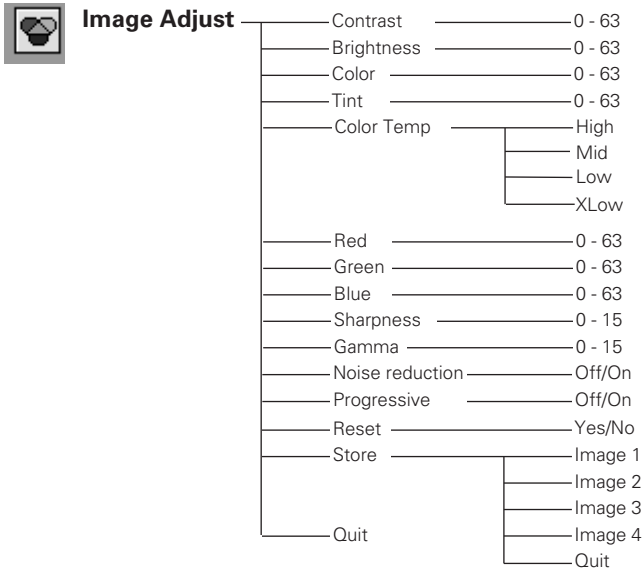 Image Adjust
Contrast 0 - 63
Brightness 0 - 63
Color 0 - 63
Tint 0 - 63
Color Temp High
Mid
Low
XLow
Red 0 - 63
Green 0 - 63
Blue 0 - 63
Sharpness 0 - 15
Gamma 0 - 15
Noise reduction Off/On
Progressive Off/On
Reset Yes/No
Store Image 1
Image 2
Image 3
Quit Image 4
Quit